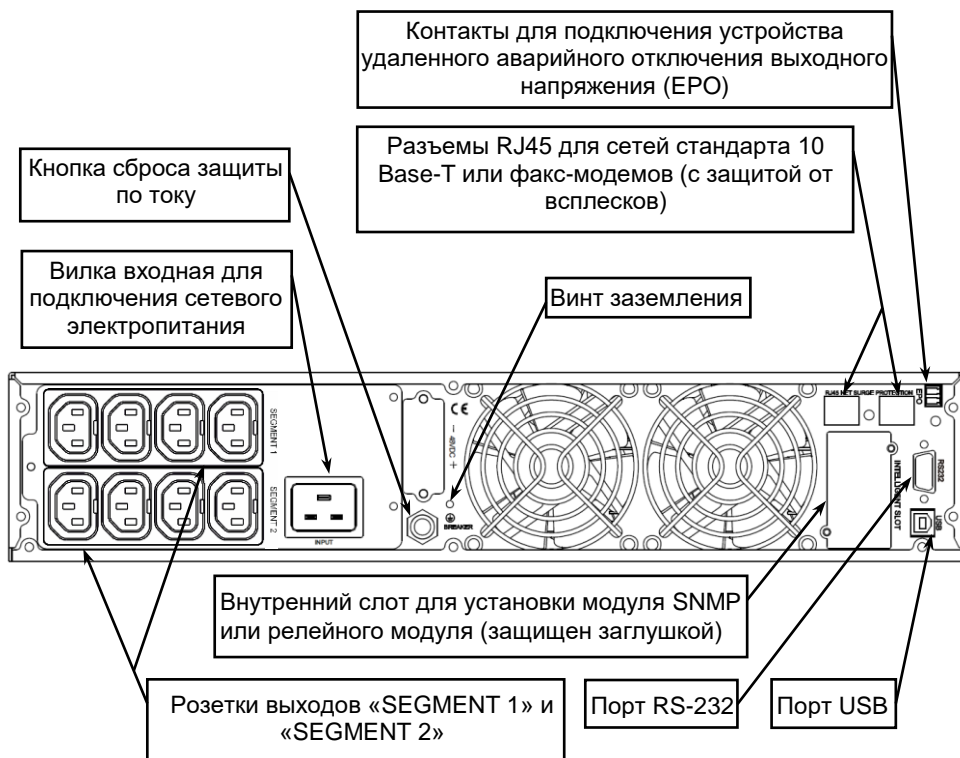 Контакты для подключения устройства
удаленного аварийного отключения выходного
напряжения (EPO)
Разъемы RJ45 для сетей стандарта 10
Base-T или факс-модемов (с защитой от
всплесков)
Кнопка сброса защиты
по току
Вилка входная для
подключения сетевого
электропитания
Винт заземления
SEGMENT 1
SEGMENT 2
INPUT
CE
– 48VDC +
BREAKER
RJ45 NET SURGE PROTECTION
EPO
INTELLIGENT SLOT
RS232
USB
Внутренний слот для установки модуля SNMP
или релейного модуля (защищен заглушкой)
Розетки выходов «SEGMENT 1» и
«SEGMENT 2»
Порт RS-232
Порт USB